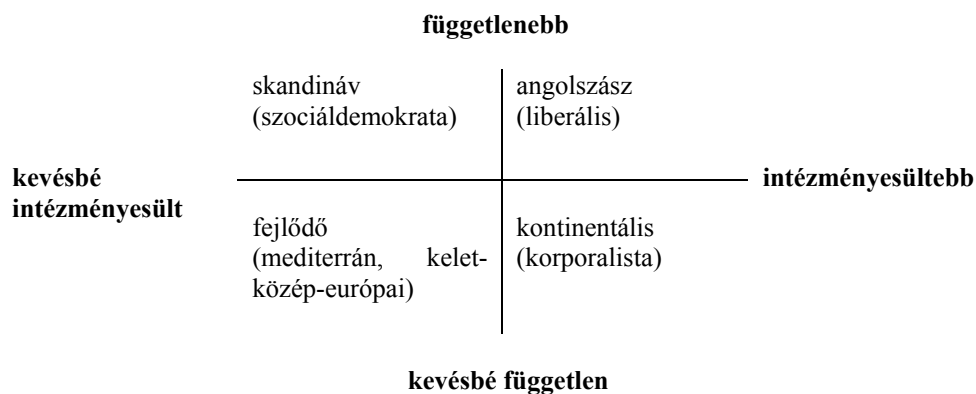 függetlenebb
skandináv
(szociáldemokrata)
angolszász
(liberális)
kevésbé
intézményesült
intézményesültebb
fejlődő
(mediterrán, kelet-
közép-európai)
kontinentális
(korporalista)
kevésbé független